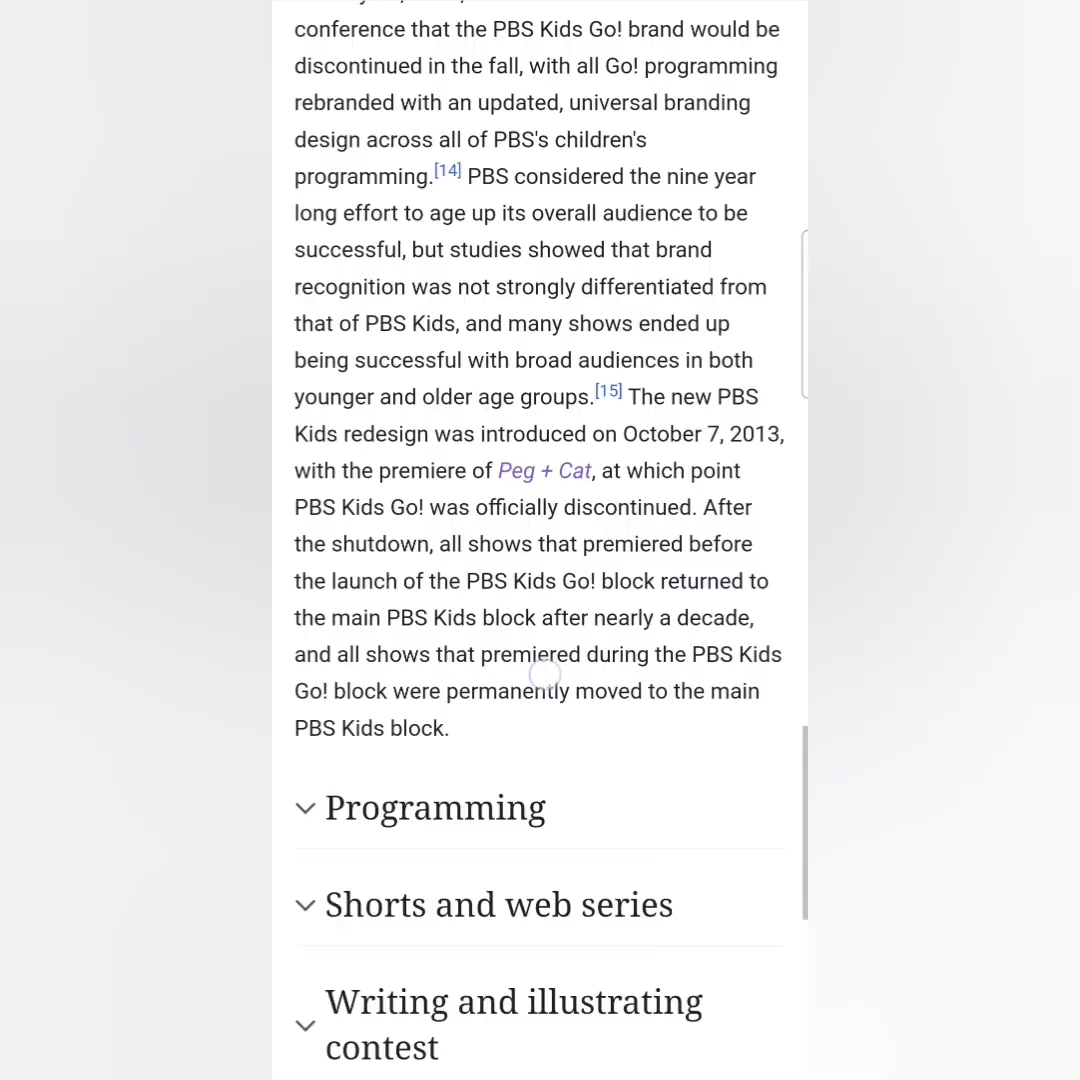 conference that the PBS Kids Go! brand would be
discontinued in the fall, with all Go! programming
rebranded with an updated, universal branding
design across all of PBS's children's
programming.[14] PBS considered the nine year
long effort to age up its overall audience to be
successful, but studies showed that brand
recognition was not strongly differentiated from
that of PBS Kids, and many shows ended up
being successful with broad audiences in both
younger and older age groups.[15] The new PBS
Kids redesign was introduced on October 7, 2013,
with the premiere of Peg + Cat, at which point
PBS Kids Go! was officially discontinued. After
the shutdown, all shows that premiered before
the launch of the PBS Kids Go! block returned to
the main PBS Kids block after nearly a decade,
and all shows that premiered during the PBS Kids
Go! block were permanently moved to the main
PBS Kids block.
Programming
Shorts and web series
Writing and illustrating
contest